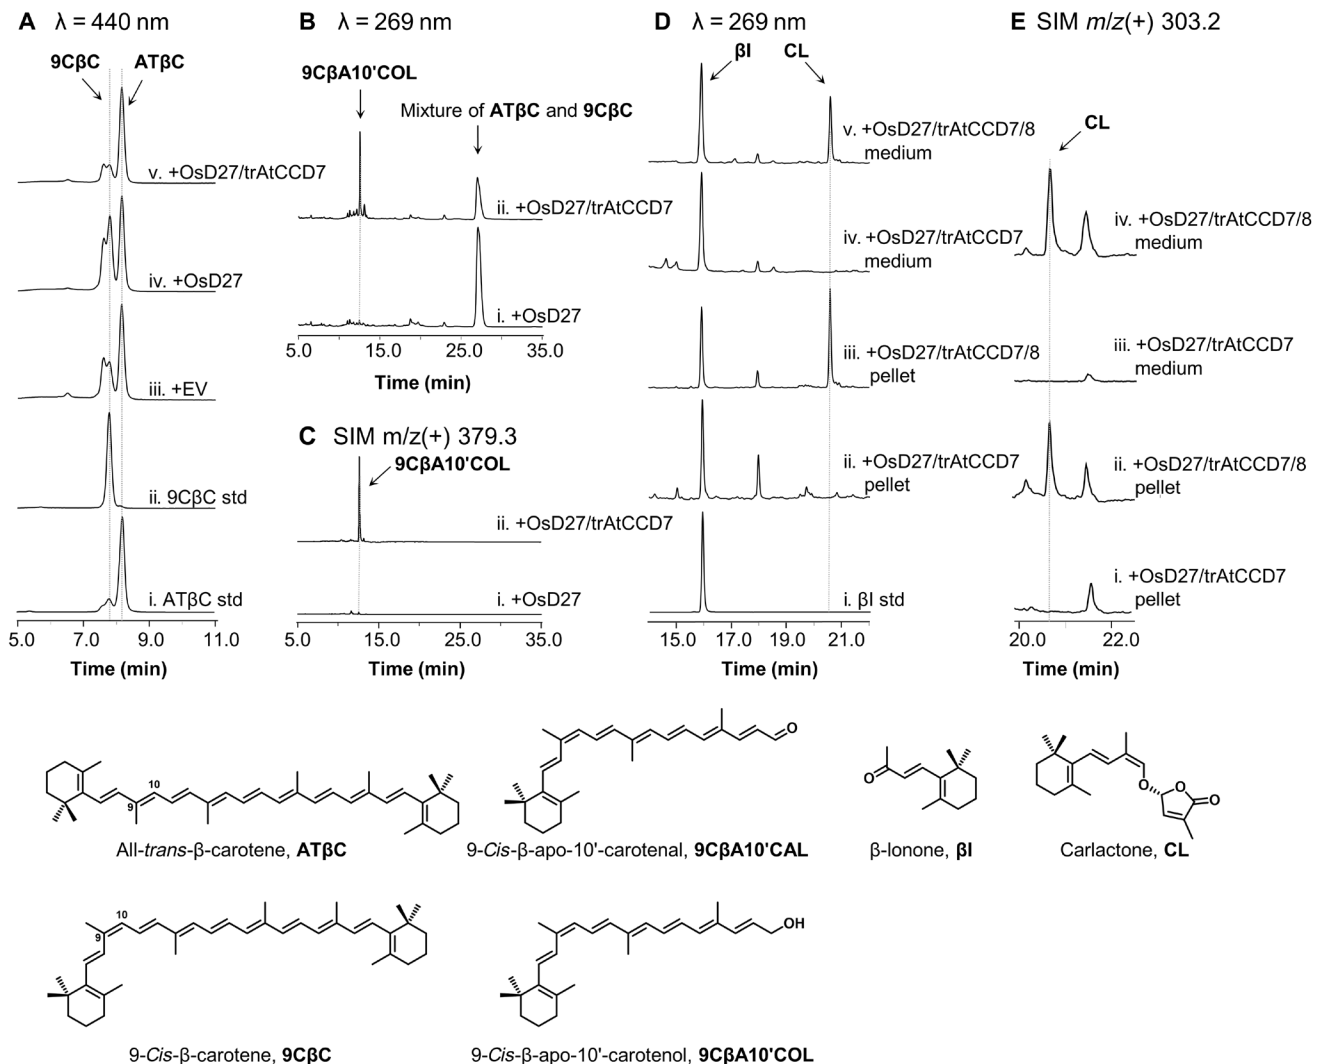 A λ = 440 nm
9CβC ATβC
v. +OsD27/trAtCCD7
iv. +OsD27
iii. +EV
ii. 9CβC std
i. ATβC std
5.0 7.0 9.0 11.0
Time (min)
B λ = 269 nm
9CβA10'COL
Mixture of ATβC and 9CβC
ii. +OsD27/trAtCCD7
i. +OsD27
5.0 15.0 25.0 35.0
Time (min)
C SIM m/z(+) 379.3
9CβA10'COL
ii. +OsD27/trAtCCD7
i. +OsD27
5.0 15.0 25.0 35.0
Time (min)
D λ = 269 nm
βI CL
v. +OsD27/trAtCCD7/8
medium
iv. +OsD27/trAtCCD7
medium
iii. +OsD27/trAtCCD7/8
pellet
ii. +OsD27/trAtCCD7
pellet
i. βI std
15.0 17.0 19.0 21.0
Time (min)
E SIM m/z(+) 303.2
CL
iv. +OsD27/trAtCCD7/8
medium
iii. +OsD27/trAtCCD7
medium
ii. +OsD27/trAtCCD7/8
pellet
i. +OsD27/trAtCCD7
pellet
20.0 22.0
Time (min)
10
9
All-trans-β-carotene, ATβC
O
9-Cis-β-apo-10'-carotenal, 9CβA10'CAL
O
β-Ionone, βI
O
O
O
Carlactone, CL
10
9
9-Cis-β-carotene, 9CβC
OH
9-Cis-β-apo-10'-carotenol, 9CβA10'COL